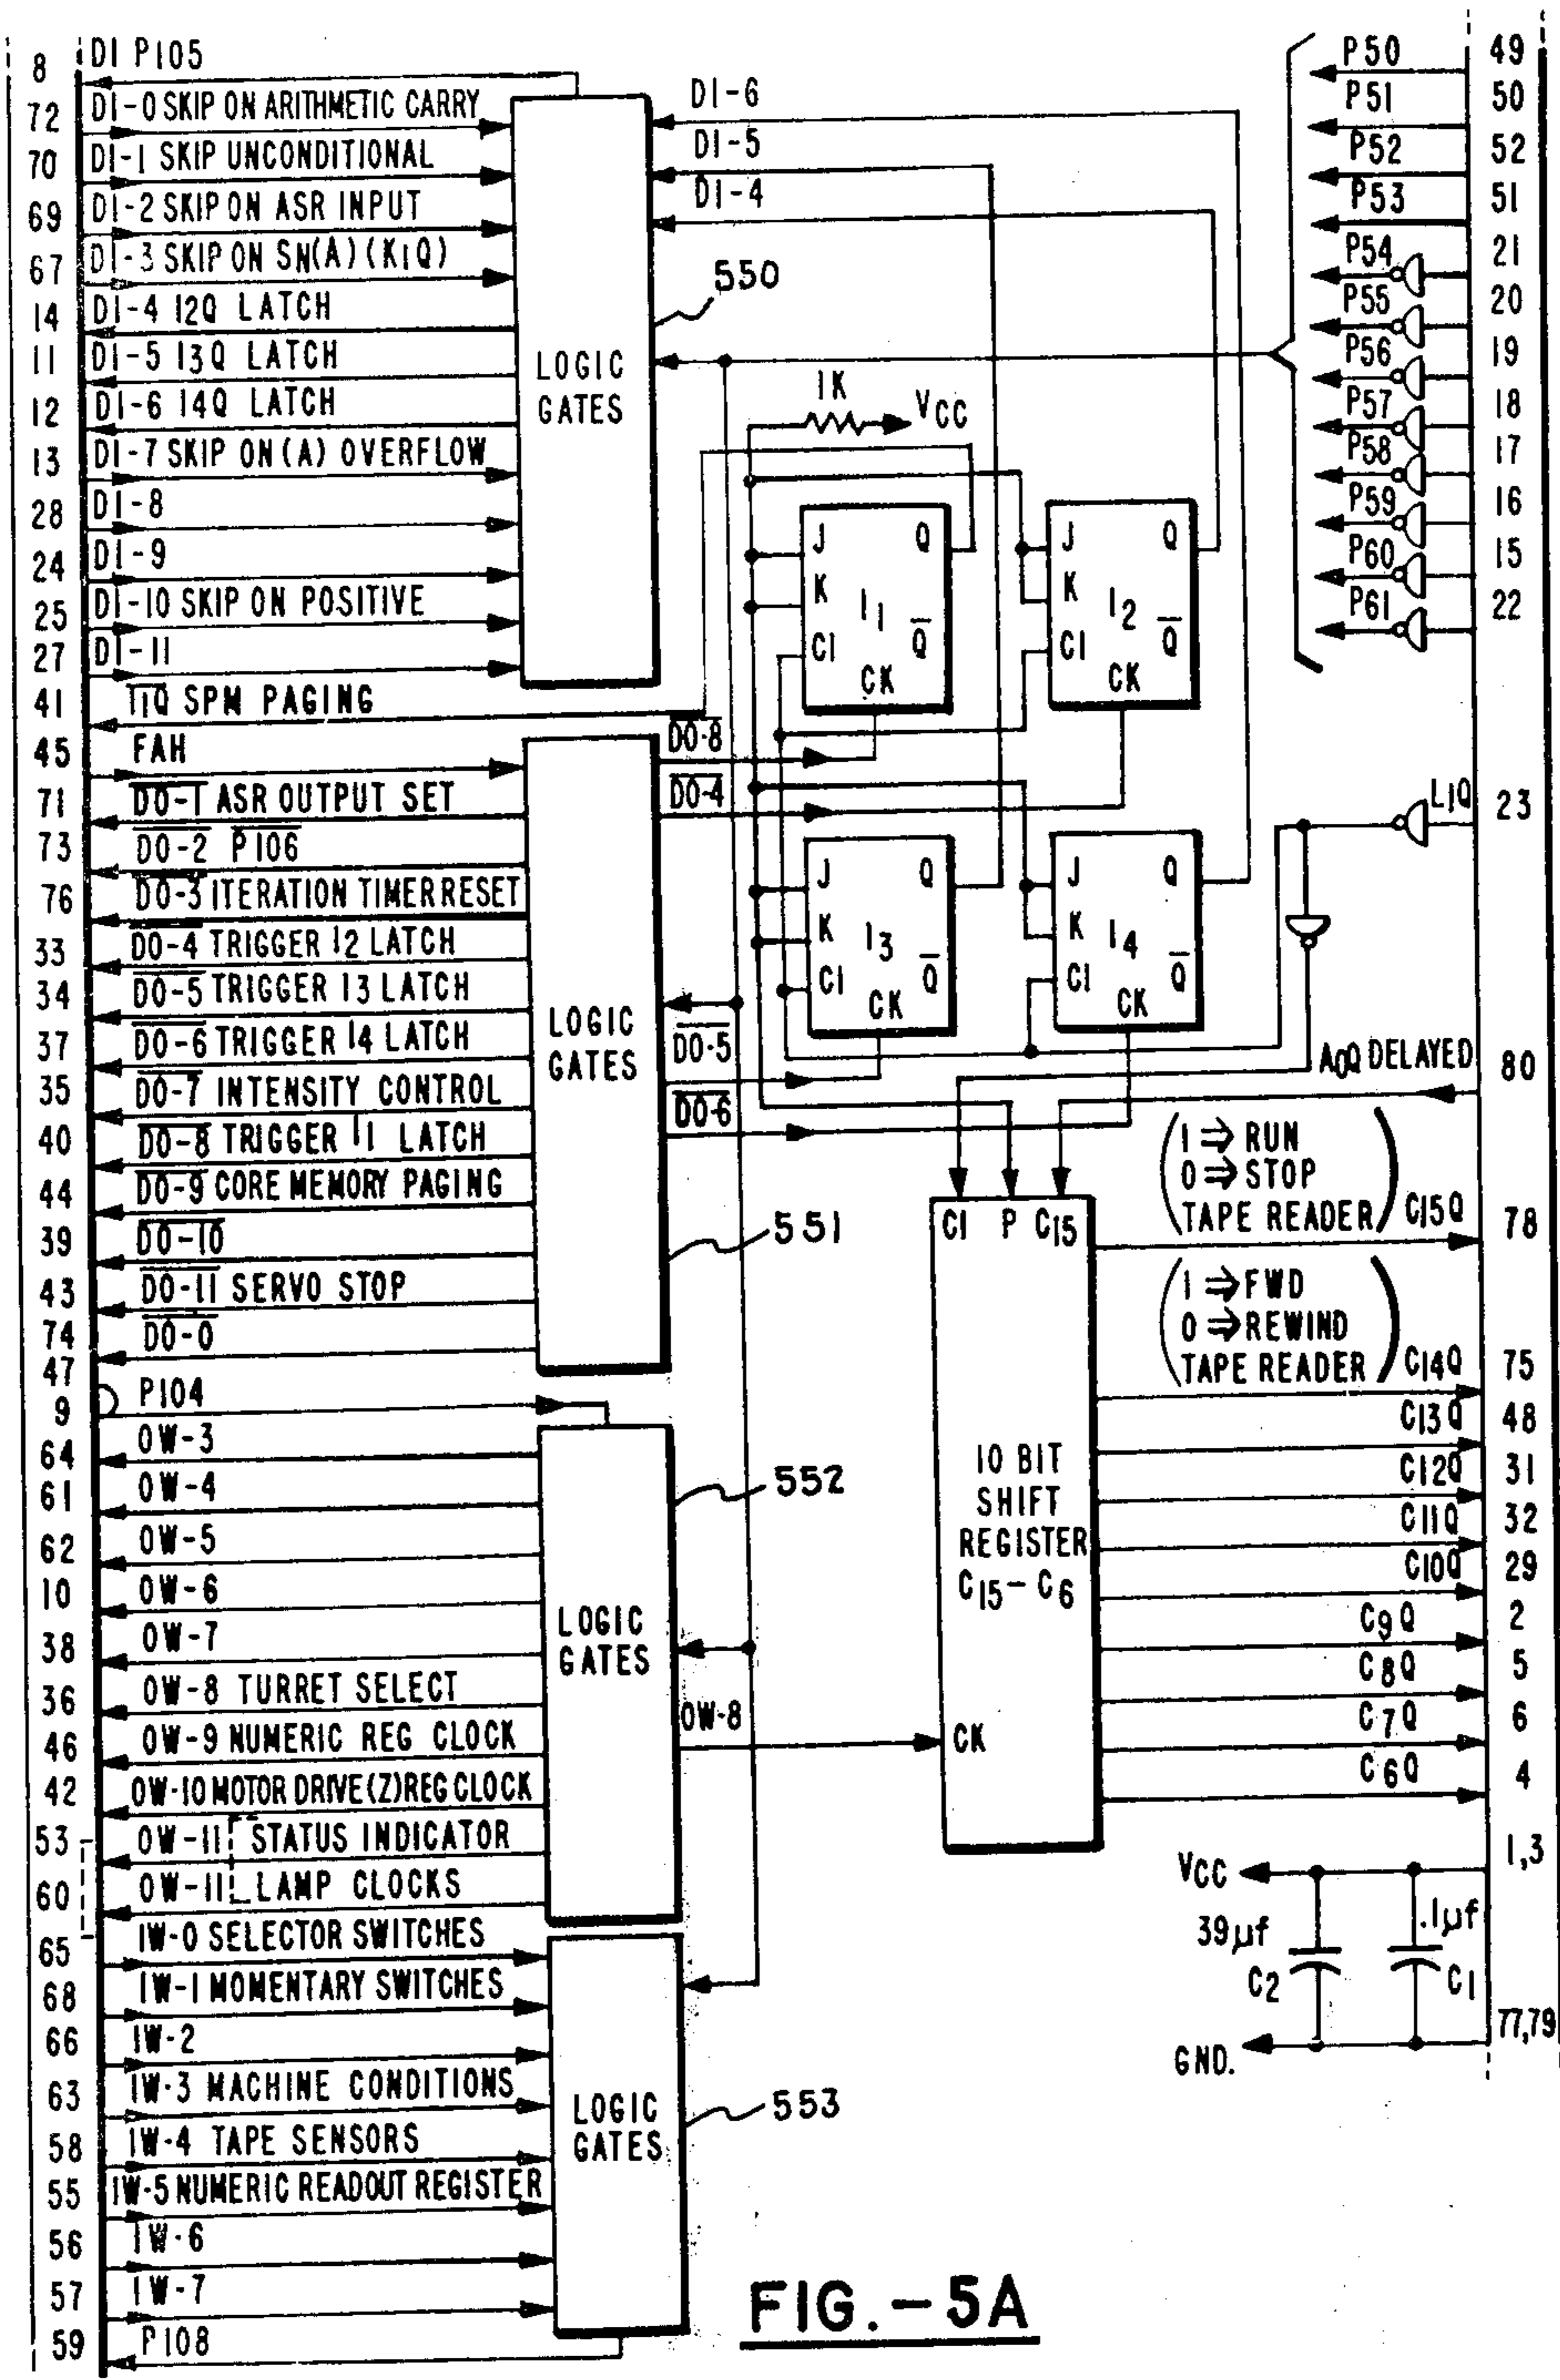 8 DI P105
72 DI-0 SKIP ON ARITHMETIC CARRY
70 DI-1 SKIP UNCONDITIONAL
69 DI-2 SKIP ON ASR INPUT
67 DI-3 SKIP ON SN(A) (K1Q)
14 DI-4 I2Q LATCH
11 DI-5 I3Q LATCH
12 DI-6 I4Q LATCH
13 DI-7 SKIP ON (A) OVERFLOW
28 DI-8
24 DI-9
25 DI-10 SKIP ON POSITIVE
27 DI-11
41 I1Q SPM PAGING
LOGIC
GATES
550
DI-6
DI-5
DI-4
1K
VCC
45 FAH
71 DO-1 ASR OUTPUT SET
73 DO-2 P106
76 DO-3 ITERATION TIMER RESET
33 DO-4 TRIGGER I2 LATCH
34 DO-5 TRIGGER I3 LATCH
37 DO-6 TRIGGER I4 LATCH
35 DO-7 INTENSITY CONTROL
40 DO-8 TRIGGER I1 LATCH
44 DO-9 CORE MEMORY PAGING
39 DO-10
43 DO-11 SERVO STOP
74 DO-0
47
LOGIC
GATES
551
DO-8
DO-4
DO-5
DO-6
J Q
K I1
CI Q̅
CK
J Q
K I2
CI Q̅
CK
J Q
K I3
CI Q̅
CK
J Q
K I4
CI Q̅
CK
9 P104
64 OW-3
61 OW-4
62 OW-5
10 OW-6
38 OW-7
36 OW-8 TURRET SELECT
46 OW-9 NUMERIC REG CLOCK
42 OW-10 MOTOR DRIVE (Z) REG CLOCK
53 OW-11 STATUS INDICATOR
60 OW-11 LAMP CLOCKS
LOGIC
GATES
552
OW-8
65 IW-0 SELECTOR SWITCHES
68 IW-1 MOMENTARY SWITCHES
66 IW-2
63 IW-3 MACHINE CONDITIONS
58 IW-4 TAPE SENSORS
55 IW-5 NUMERIC READOUT REGISTER
56 IW-6
57 IW-7
59 P108
LOGIC
GATES
553
P50 49
P51 50
P52 52
P53 51
P54 21
P55 20
P56 19
P57 18
P58 17
P59 16
P60 15
P61 22
L1Q 23
A0Q DELAYED 80
CI P C15
10 BIT
SHIFT
REGISTER
C15-C6
CK
(1 ⇒ RUN
0 ⇒ STOP
TAPE READER) C15Q 78
(1 ⇒ FWD
0 ⇒ REWIND
TAPE READER) C14Q 75
C13Q 48
C12Q 31
C11Q 32
C10Q 29
C9Q 2
C8Q 5
C7Q 6
C6Q 4
VCC 1,3
39µf .1µf
C2 C1
GND. 77,79
FIG.-5A